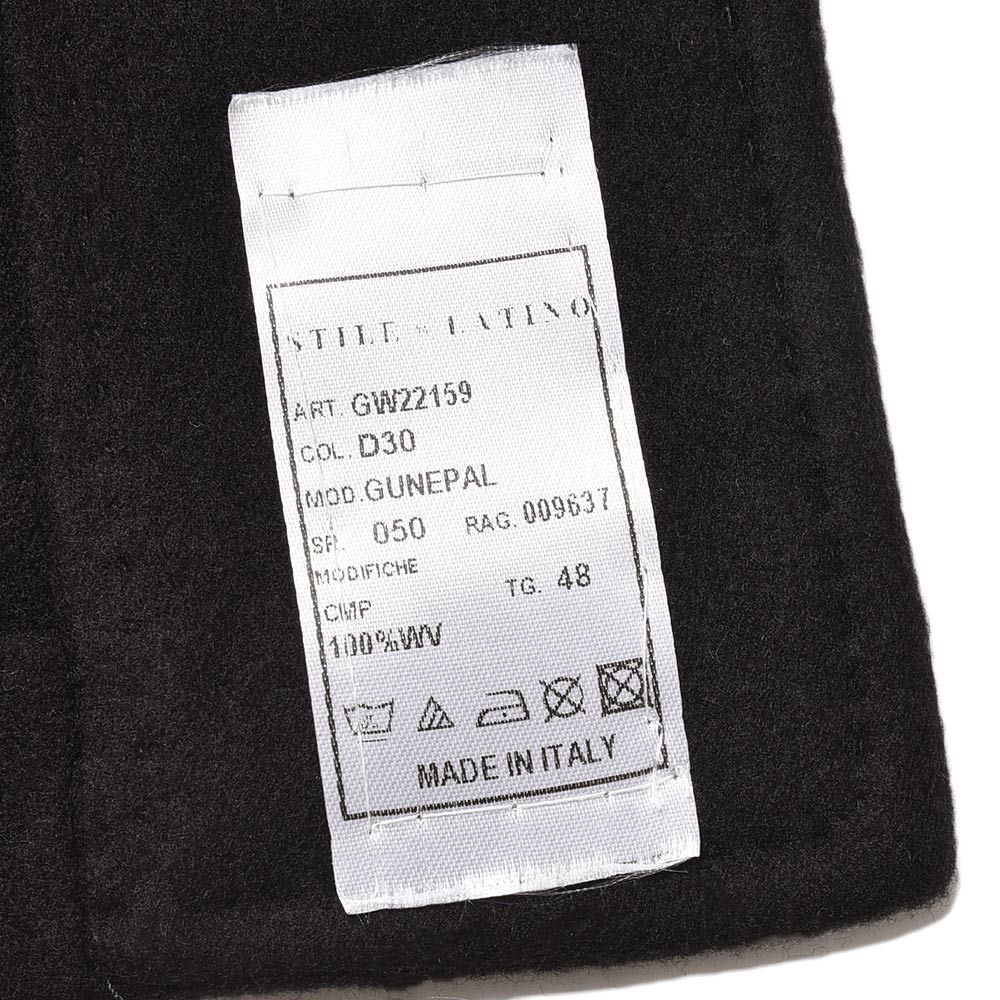 STILE LATINO
ART. GW22159
COL. D30
MOD. GUNEPAL
SR. 050 RAG. 009637
MODIFICHE
TG. 48
CMP
100%WV
MADE IN ITALY